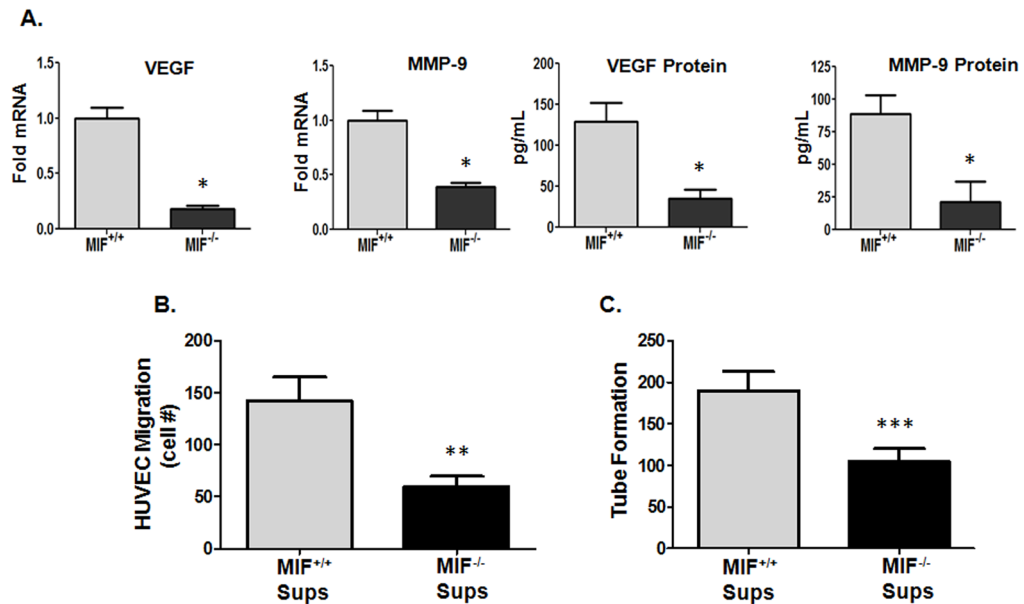 A.
VEGF
Fold mRNA
1.5
1.0
0.5
0.0
*
MIF+/+
MIF-/-
MMP-9
Fold mRNA
1.5
1.0
0.5
0.0
*
MIF+/+
MIF-/-
VEGF Protein
pg/mL
200
150
100
50
0
*
MIF+/+
MIF-/-
MMP-9 Protein
pg/mL
125
100
75
50
25
0
*
MIF+/+
MIF-/-
B.
HUVEC Migration
(cell #)
200
150
100
50
0
**
MIF+/+
Sups
MIF-/-
Sups
C.
Tube Formation
250
200
150
100
50
0
***
MIF+/+
Sups
MIF-/-
Sups